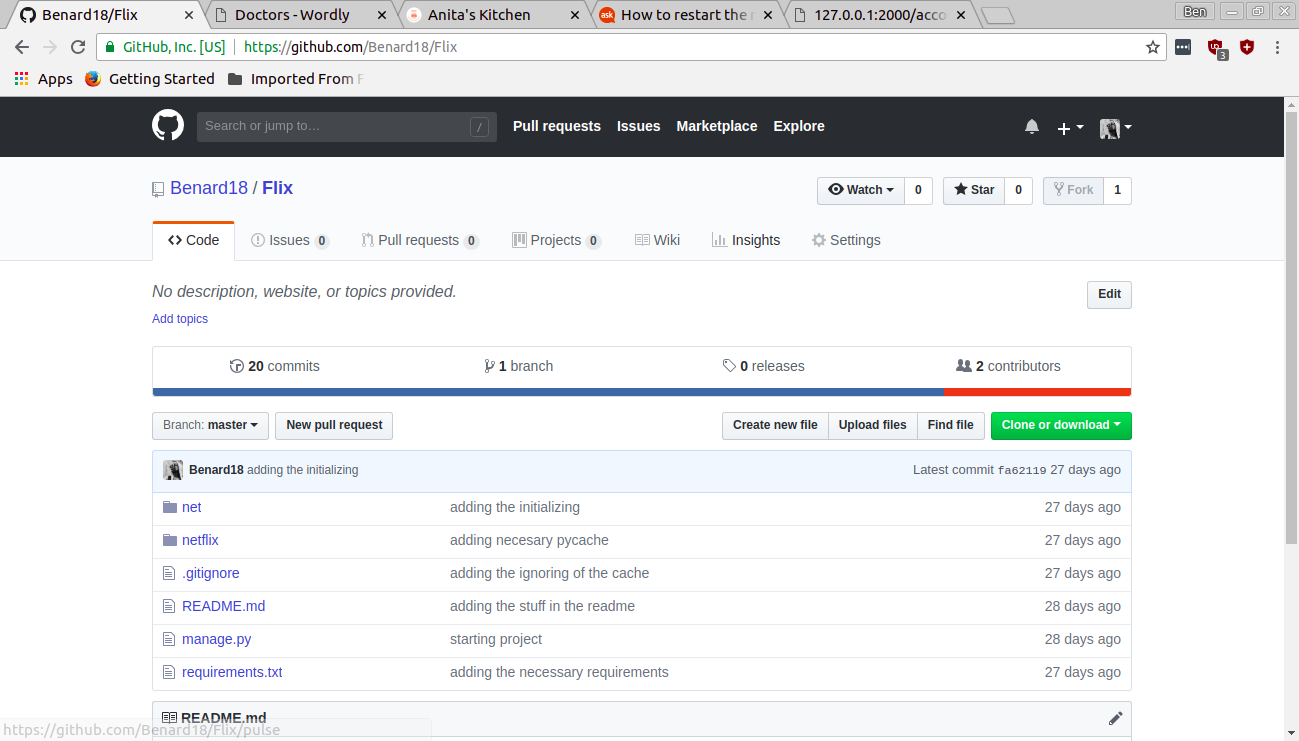 Benard18/Flix Doctors - Wordly Anita's Kitchen ask How to restart the 127.0.0.1:2000/acco Ben
GitHub, Inc. [US] https://github.com/Benard18/Flix 3
Apps Getting Started Imported From F
Search or jump to… / Pull requests Issues Marketplace Explore
Benard18 / Flix Watch 0 Star 0 Fork 1
Code Issues 0 Pull requests 0 Projects 0 Wiki Insights Settings
No description, website, or topics provided. Edit
Add topics
20 commits 1 branch 0 releases 2 contributors
Branch: master New pull request Create new file Upload files Find file Clone or download
Benard18 adding the initializing Latest commit fa62119 27 days ago
net adding the initializing 27 days ago
netflix adding necesary pycache 27 days ago
.gitignore adding the ignoring of the cache 27 days ago
README.md adding the stuff in the readme 28 days ago
manage.py starting project 28 days ago
requirements.txt adding the necessary requirements 27 days ago
README.md
https://github.com/Benard18/Flix/pulse